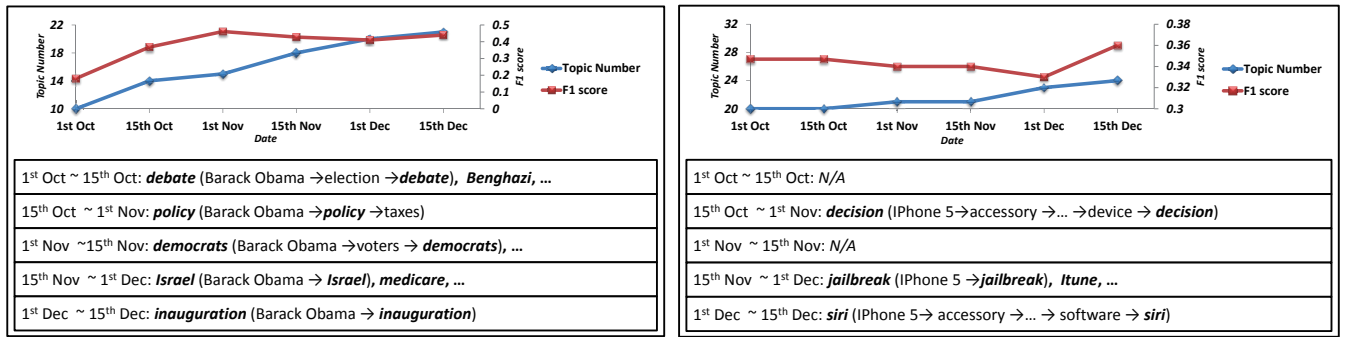 22
18
14
10
Topic Number
0.5
0.4
0.3
0.2
0.1
0
F1 score
1st Oct 15th Oct 1st Nov 15th Nov 1st Dec 15th Dec
Date
Topic Number
F1 score
1st Oct ~ 15th Oct: debate (Barack Obama →election →debate), Benghazi, ...
15th Oct ~ 1st Nov: policy (Barack Obama →policy →taxes)
1st Nov ~15th Nov: democrats (Barack Obama →voters → democrats), ...
15th Nov ~ 1st Dec: Israel (Barack Obama → Israel), medicare, ...
1st Dec ~ 15th Dec: inauguration (Barack Obama → inauguration)
32
28
24
20
Topic Number
0.38
0.36
0.34
0.32
0.3
F1 score
1st Oct 15th Oct 1st Nov 15th Nov 1st Dec 15th Dec
Date
Topic Number
F1 score
1st Oct ~ 15th Oct: N/A
15th Oct ~ 1st Nov: decision (IPhone 5→accessory →... →device → decision)
1st Nov ~ 15th Nov: N/A
15th Nov ~ 1st Dec: jailbreak (IPhone 5 →jailbreak), Itune, ...
1st Dec ~ 15th Dec: siri (IPhone 5→ accessory →... → software → siri)